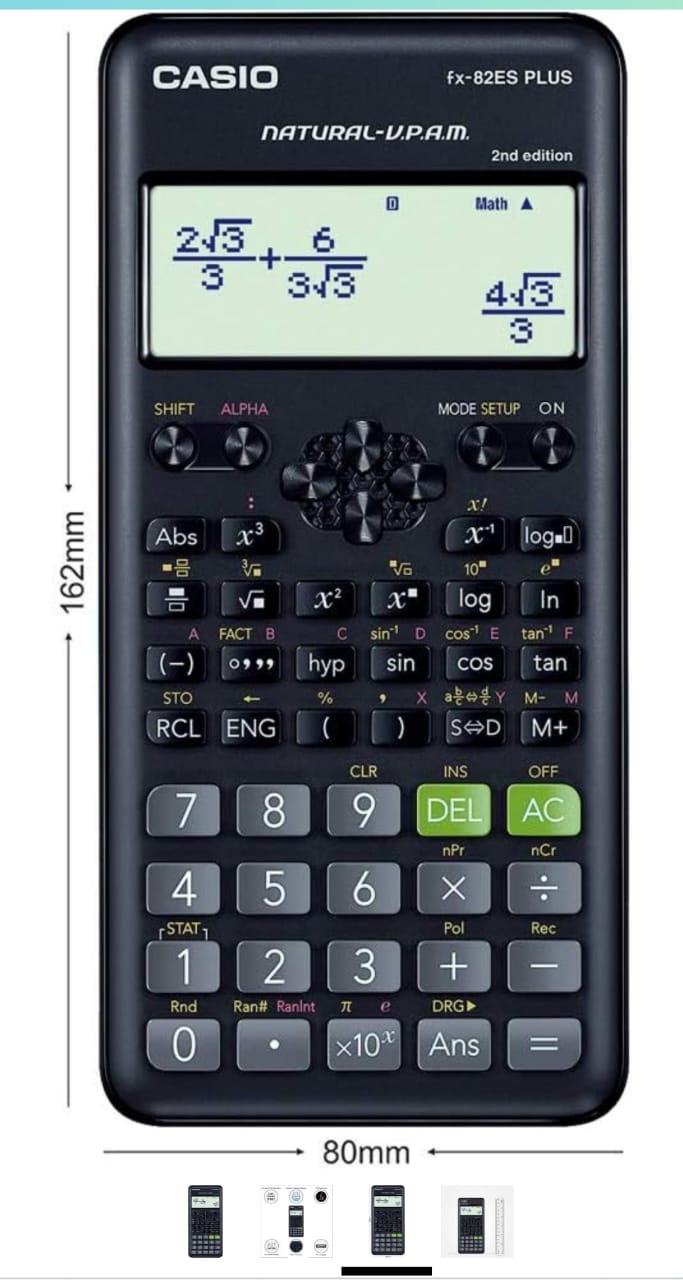 CASIO
fx-82ES PLUS
NATURAL-V.P.A.M.
2nd edition
D Math ▲
2√3/3 + 6/3√3
4√3/3
SHIFT ALPHA MODE SETUP ON
: x!
Abs x³ x⁻¹ log▪▯
▪▪/▪ ³√▪ ▪√▯ 10▪ e▪
▪/▯ √▪ x² x▪ log ln
A FACT B C sin⁻¹ D cos⁻¹ E tan⁻¹ F
(−) °,,, hyp sin cos tan
STO ← % , X a b/c⇔d/c Y M− M
RCL ENG ( ) S⇔D M+
CLR INS OFF
7 8 9 DEL AC
nPr nCr
4 5 6 × ÷
STAT Pol Rec
1 2 3 + −
Rnd Ran# RanInt π e DRG▶
0 • ×10ˣ Ans =
162mm
80mm